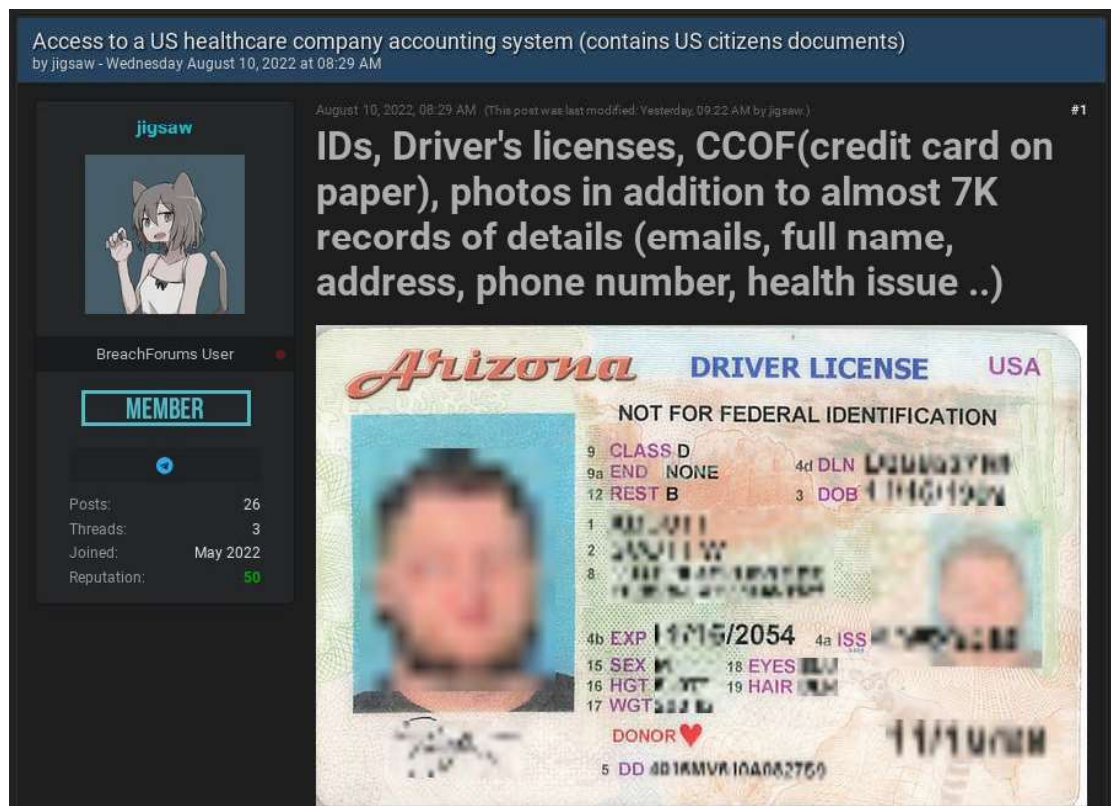 Access to a US healthcare company accounting system (contains US citizens documents)
by jigsaw - Wednesday August 10, 2022 at 08:29 AM
jigsaw
BreachForums User
MEMBER
Posts: 26
Threads: 3
Joined: May 2022
Reputation: 50
August 10, 2022, 08:29 AM (This post was last modified: Yesterday, 09:22 AM by jigsaw.) #1
IDs, Driver's licenses, CCOF(credit card on
paper), photos in addition to almost 7K
records of details (emails, full name,
address, phone number, health issue ..)
Arizona DRIVER LICENSE USA
NOT FOR FEDERAL IDENTIFICATION
9 CLASS D
9a END NONE 4d DLN
12 REST B 3 DOB
1
2
8
4b EXP /2054 4a ISS
15 SEX 18 EYES
16 HGT 19 HAIR
17 WGT
DONOR
5 DD